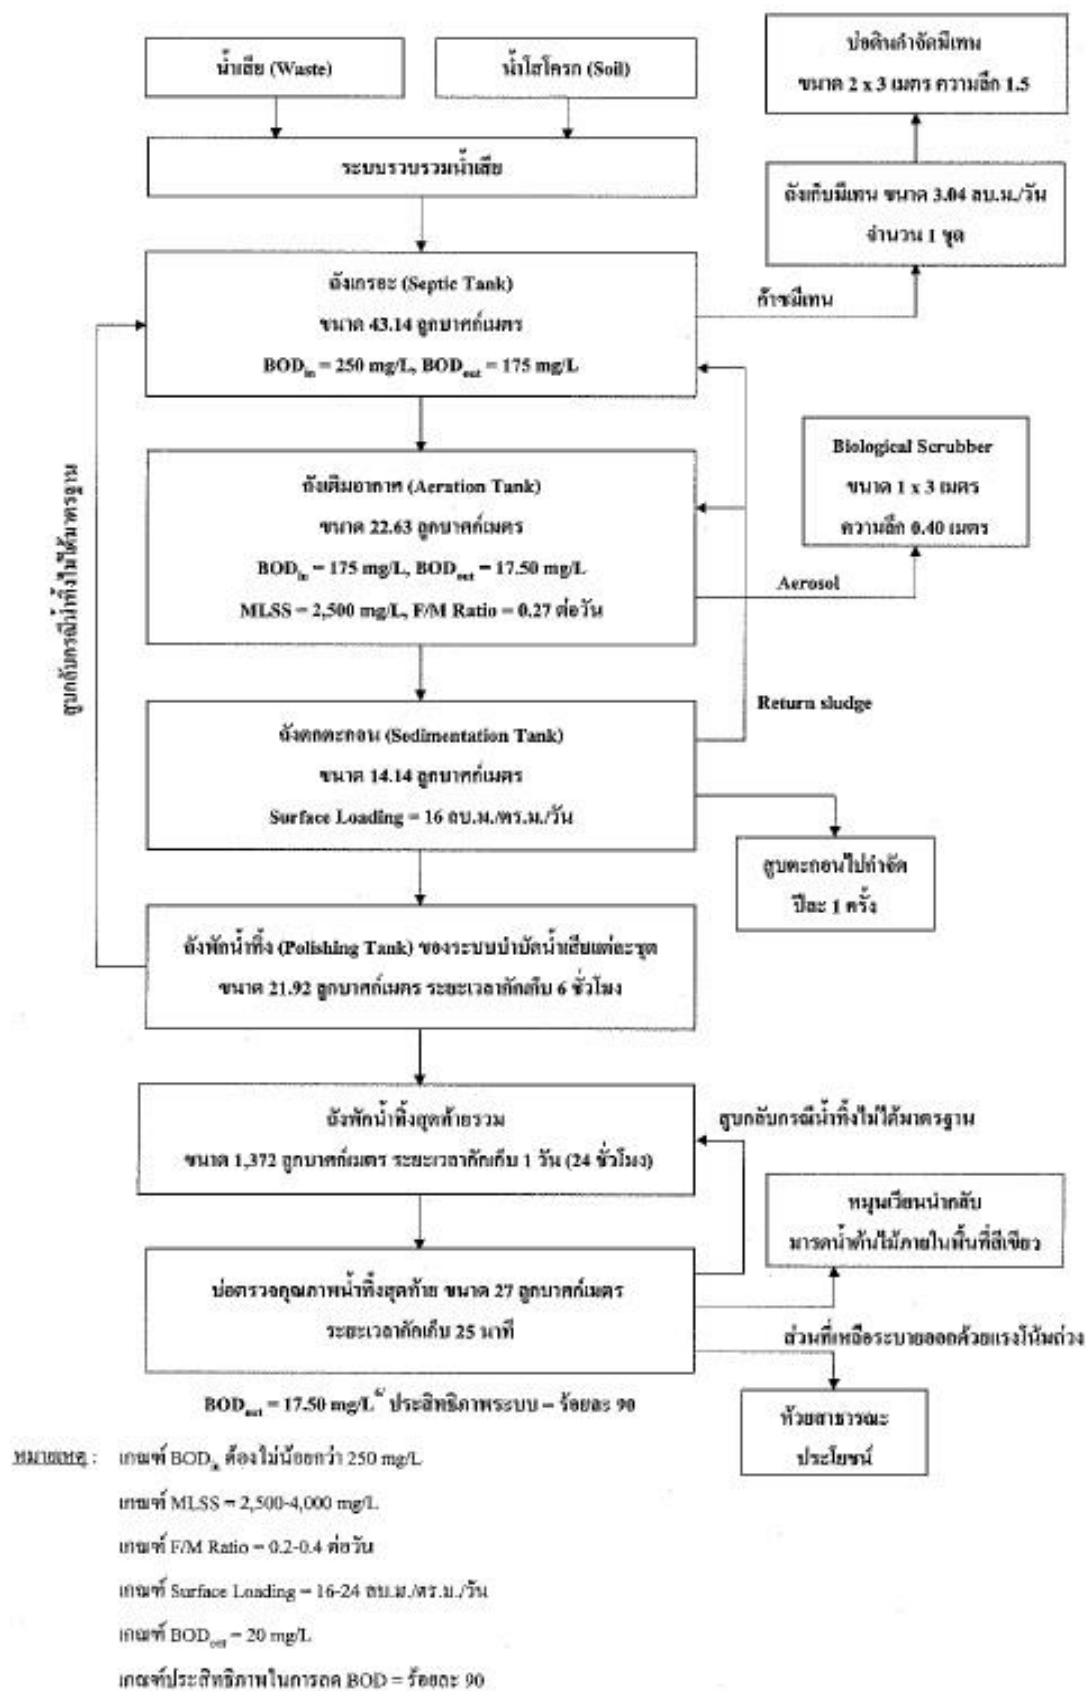 น้ำเสีย (Waste)
น้ำโสโครก (Soil)
บ่อดินกำจัดมีเทน
ขนาด 2 x 3 เมตร ความลึก 1.5
ระบบรวบรวมน้ำเสีย
ถังเก็บมีเทน ขนาด 3.04 ลบ.ม./วัน
จำนวน 1 ชุด
ถังเกรอะ (Septic Tank)
ขนาด 43.14 ลูกบาศก์เมตร
BODin = 250 mg/L, BODout = 175 mg/L
ก๊าซมีเทน
ถังเติมอากาศ (Aeration Tank)
ขนาด 22.63 ลูกบาศก์เมตร
BODin = 175 mg/L, BODout = 17.50 mg/L
MLSS = 2,500 mg/L, F/M Ratio = 0.27 ต่อวัน
Biological Scrubber
ขนาด 1 x 3 เมตร
ความลึก 0.40 เมตร
Aerosol
สูบกลับกรณีน้ำทิ้งไม่ได้มาตรฐาน
Return sludge
ถังตกตะกอน (Sedimentation Tank)
ขนาด 14.14 ลูกบาศก์เมตร
Surface Loading = 16 ลบ.ม./ตร.ม./วัน
สูบตะกอนไปกำจัด
ปีละ 1 ครั้ง
ถังพักน้ำทิ้ง (Polishing Tank) ของระบบบำบัดน้ำเสียแต่ละชุด
ขนาด 21.92 ลูกบาศก์เมตร ระยะเวลากักเก็บ 6 ชั่วโมง
ถังพักน้ำทิ้งสุดท้ายรวม
ขนาด 1,372 ลูกบาศก์เมตร ระยะเวลากักเก็บ 1 วัน (24 ชั่วโมง)
สูบกลับกรณีน้ำทิ้งไม่ได้มาตรฐาน
หมุนเวียนนำกลับ
มารดน้ำต้นไม้ภายในพื้นที่สีเขียว
บ่อตรวจคุณภาพน้ำทิ้งสุดท้าย ขนาด 27 ลูกบาศก์เมตร
ระยะเวลากักเก็บ 25 นาที
ส่วนที่เหลือระบายออกด้วยแรงโน้มถ่วง
BODout = 17.50 mg/L6/ ประสิทธิภาพระบบ = ร้อยละ 90
ห้วยสาธารณะ
ประโยชน์
หมายเหตุ : เกณฑ์ BODin ต้องไม่น้อยกว่า 250 mg/L
เกณฑ์ MLSS = 2,500-4,000 mg/L
เกณฑ์ F/M Ratio = 0.2-0.4 ต่อวัน
เกณฑ์ Surface Loading = 16-24 ลบ.ม./ตร.ม./วัน
เกณฑ์ BODout = 20 mg/L
เกณฑ์ประสิทธิภาพในการลด BOD = ร้อยละ 90